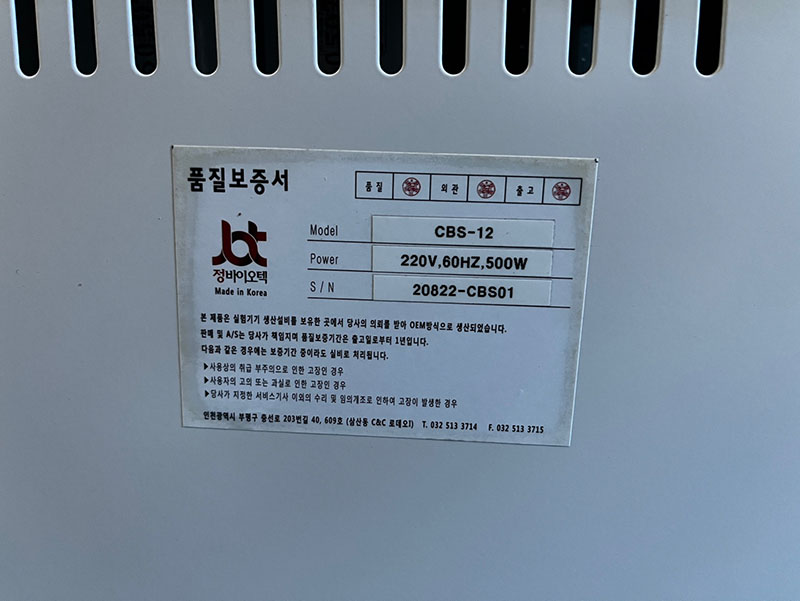 품질보증서
품 질 외 관 출 고
jbt
정바이오텍
Made in Korea
Model CBS-12
Power 220V,60HZ,500W
S/N 20822-CBS01
본 제품은 실험기기 생산설비를 보유한 곳에서 당사의 의뢰를 받아 OEM방식으로 생산되었습니다.
판매 및 A/S는 당사가 책임지며 품질보증기간은 출고일로부터 1년입니다.
다음과 같은 경우에는 보증기간 중이라도 실비로 처리됩니다.
▶사용상의 취급 부주의으로 인한 고장인 경우
▶사용자의 고의 또는 과실로 인한 고장인 경우
▶당사가 지정한 서비스기사 이외의 수리 및 임의개조로 인하여 고장이 발생한 경우
인천광역시 부평구 충선로 203번길 40, 609호 (삼산동 C&C 로데오I) T. 032 513 3714 F. 032 513 3715